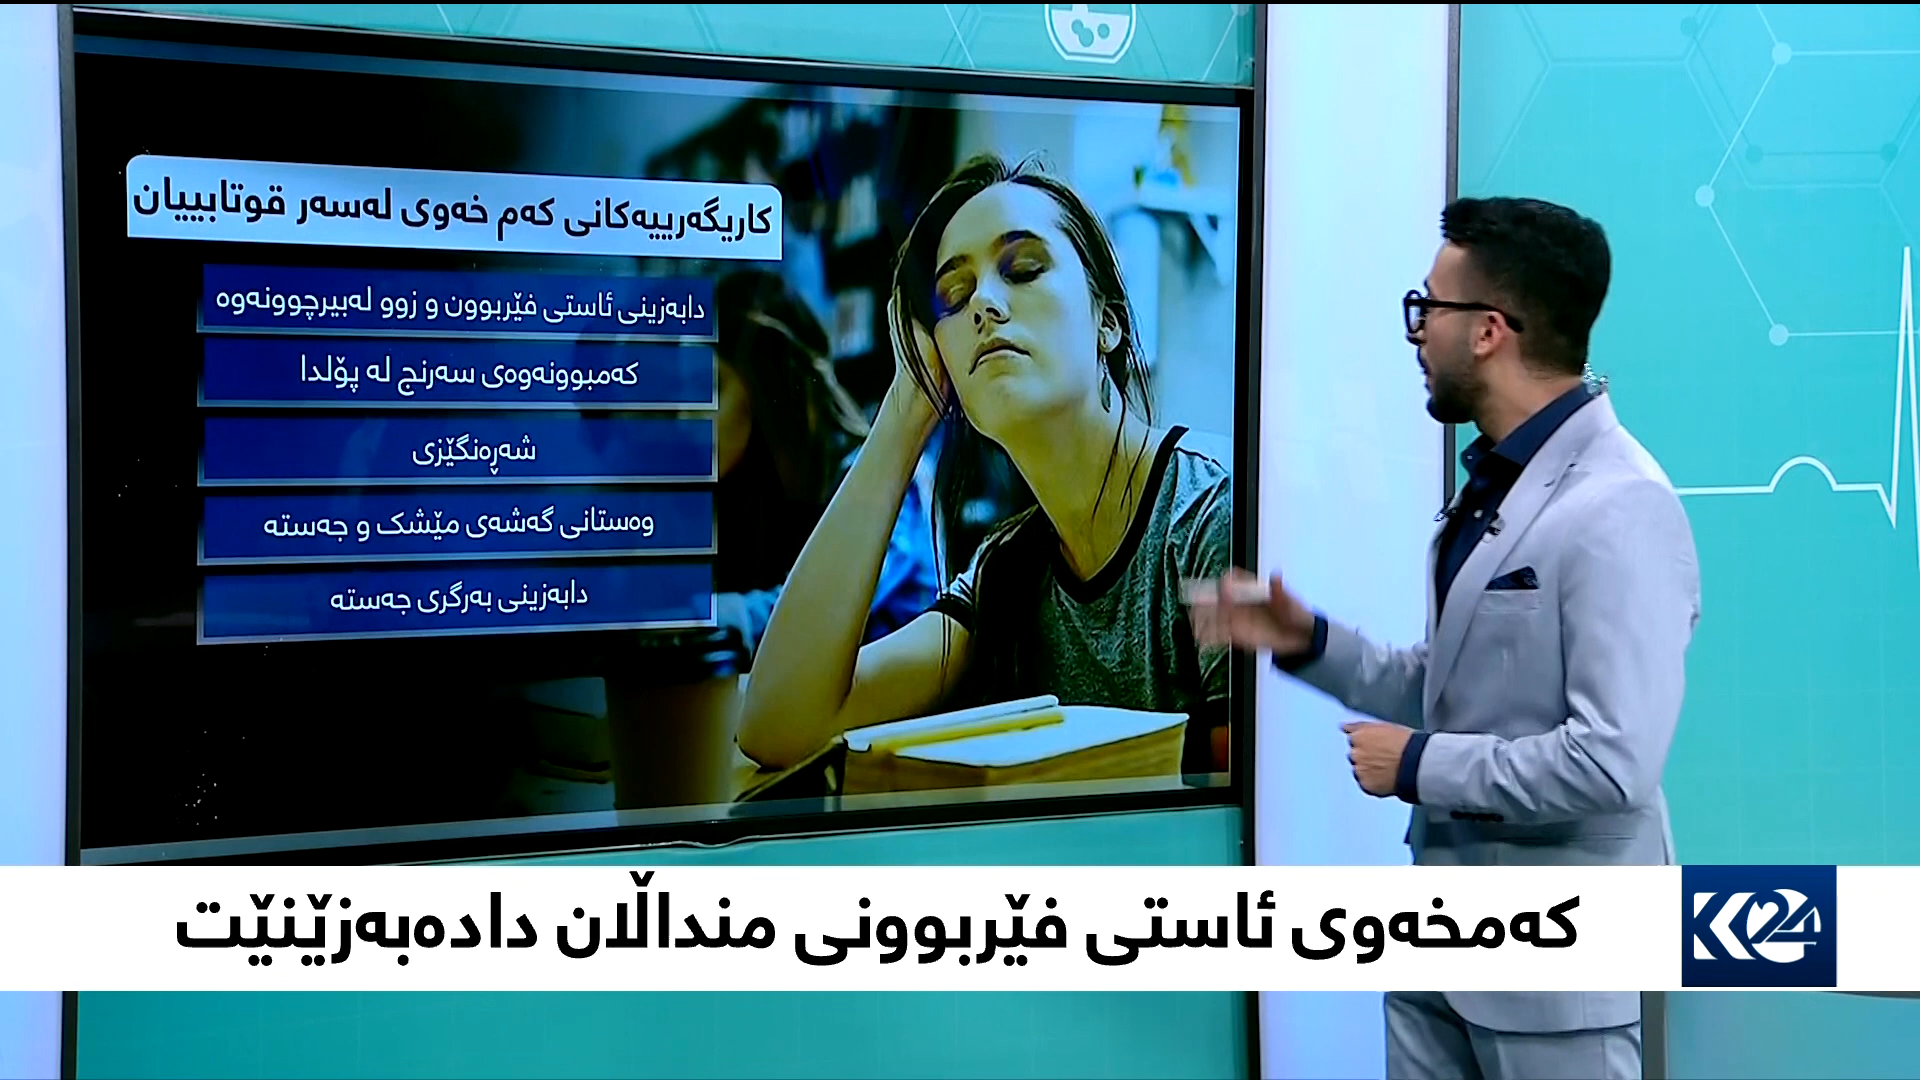 کاریگەرییەکانی کەم خەوی لەسەر قوتابییان
دابەزینی ئاستی فێربوون و زوو لەبیرچوونەوە
کەمبوونەوەی سەرنج لە پۆلدا
شەڕەنگێزی
وەستانی گەشەی مێشک و جەستە
دابەزینی بەرگری جەستە
کەمخەوی ئاستی فێربوونی منداڵان دادەبەزێنێت
K24